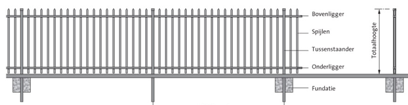 Bovenligger
Spijlen
Tussenstaander
Onderligger
Fundatie
Totaalhoogte